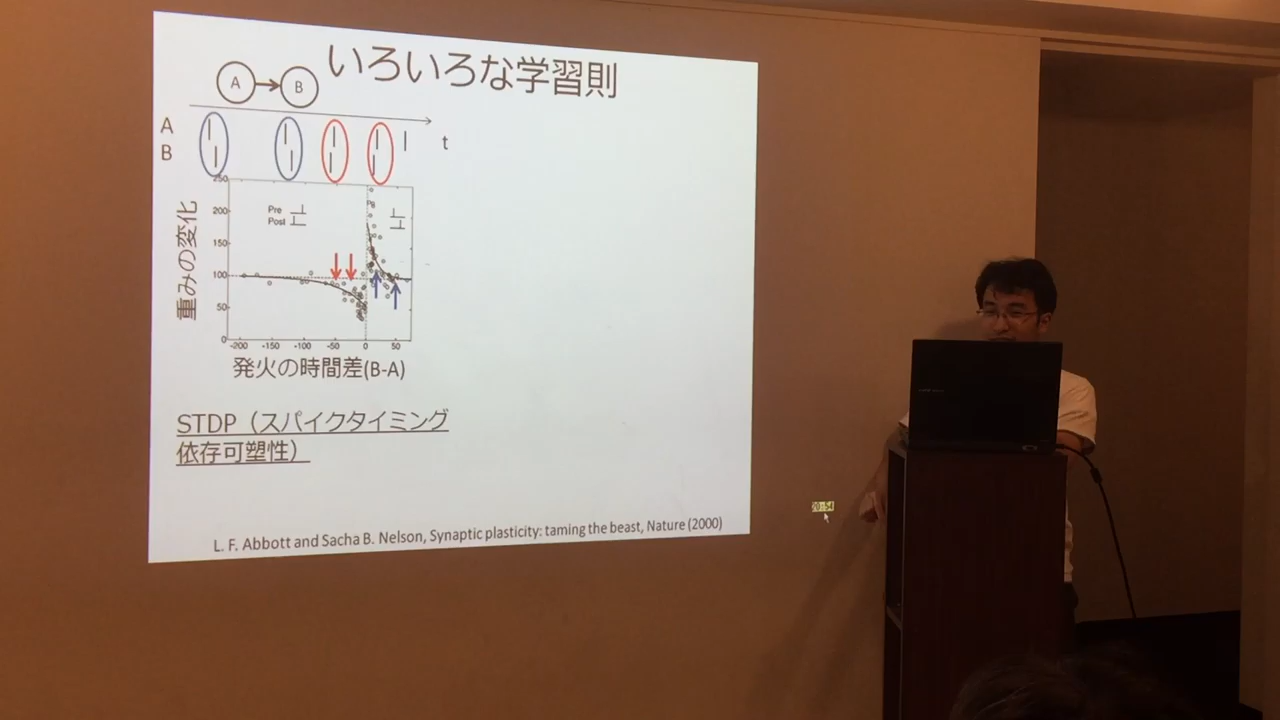 いろいろな学習則
A
B
A
B
t
重みの変化
250
200
150
100
50
0
Pre
Post
-200
-150
-100
-50
0
50
発火の時間差(B-A)
STDP（スパイクタイミング
依存可塑性）
L. F. Abbott and Sacha B. Nelson, Synaptic plasticity: taming the beast, Nature (2000)
20:54